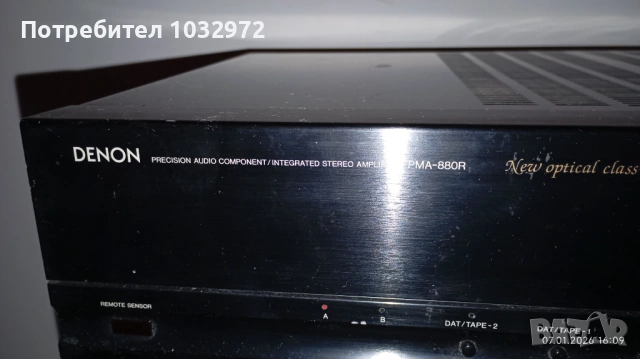 Потребител 1032972
DENON PRECISION AUDIO COMPONENT / INTEGRATED STEREO AMPLIFIER PMA-880R New optical class
REMOTE SENSOR A B DAT / TAPE-2 DAT/TAPE-1
07.01.2026 16:09